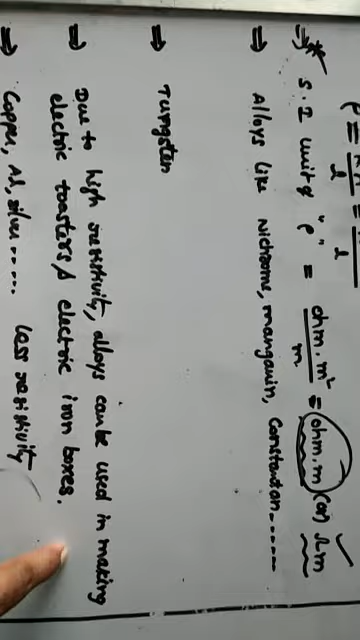 ⇒* S.I unit of "ρ" = ohm.m²/m = ohm.m (or) Ωm
⇒ Alloys like Nichrome, manganin, Constantan......
⇒ Tungsten
⇒ Due to high resistivity, alloys can be used in making
electric toasters & electric iron boxes.
⇒ Copper, Al, silver..... less resistivity